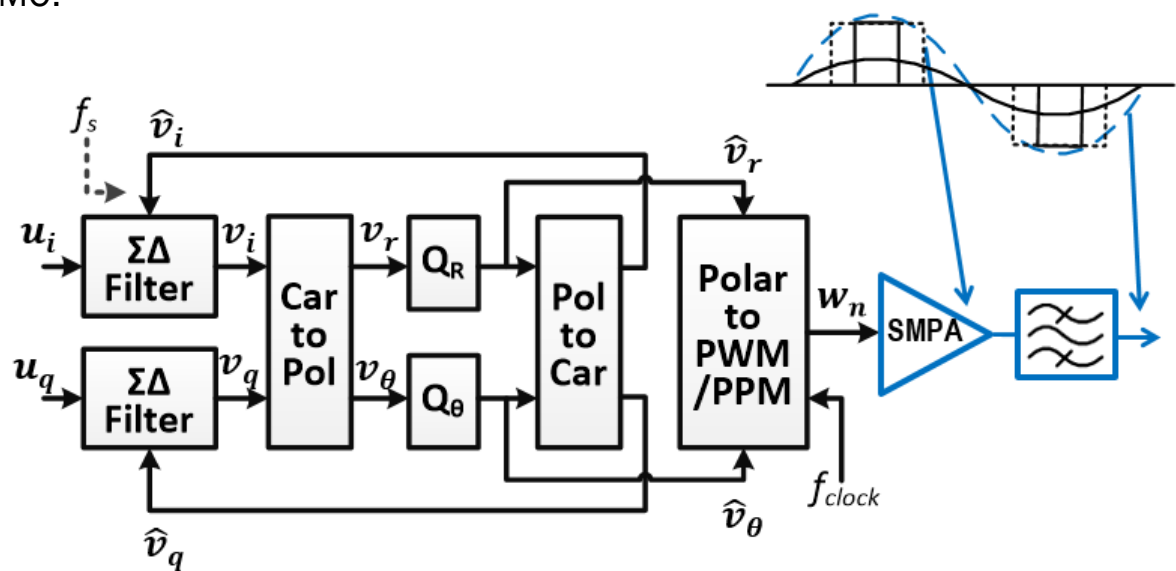 f_s
v̂_i
v̂_r
u_i
ΣΔ
Filter
v_i
Car
to
Pol
v_r
Q_R
Pol
to
Car
Polar
to
PWM
/PPM
w_n
SMPA
u_q
ΣΔ
Filter
v_q
v_θ
Q_θ
f_clock
v̂_θ
v̂_q